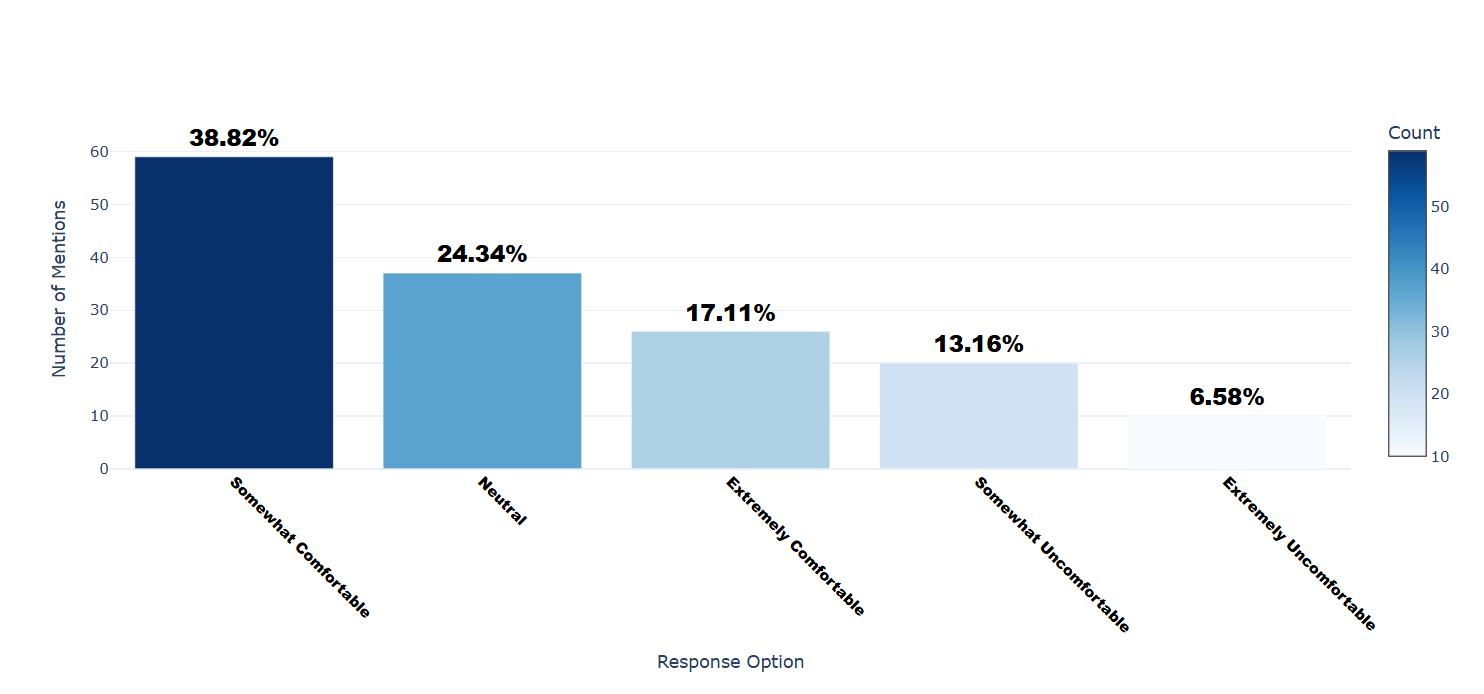 38.82%
24.34%
17.11%
13.16%
6.58%
Number of Mentions
60
50
40
30
20
10
0
Somewhat Comfortable
Neutral
Extremely Comfortable
Somewhat Uncomfortable
Extremely Uncomfortable
Response Option
Count
50
40
30
20
10